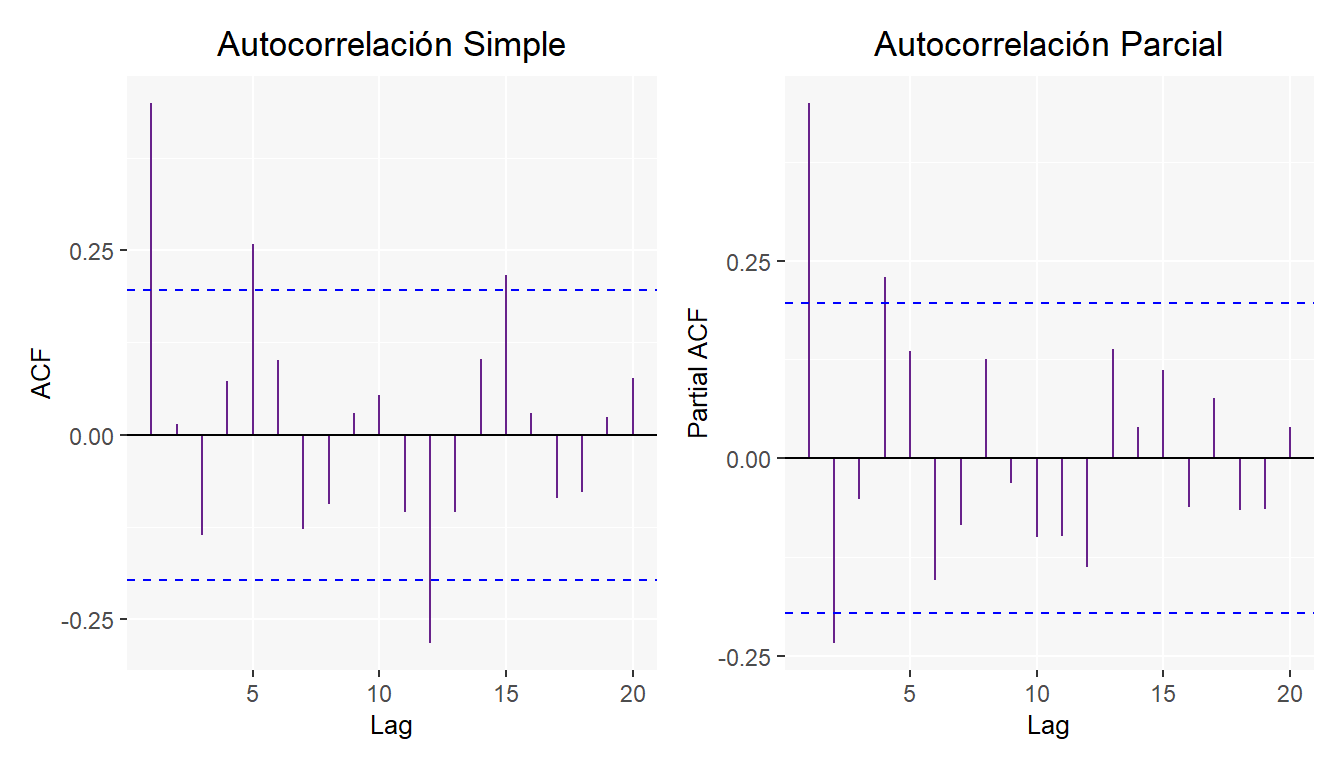 Autocorrelación Simple
ACF
0.25
0.00
-0.25
5 10 15 20
Lag
Autocorrelación Parcial
Partial ACF
0.25
0.00
-0.25
5 10 15 20
Lag